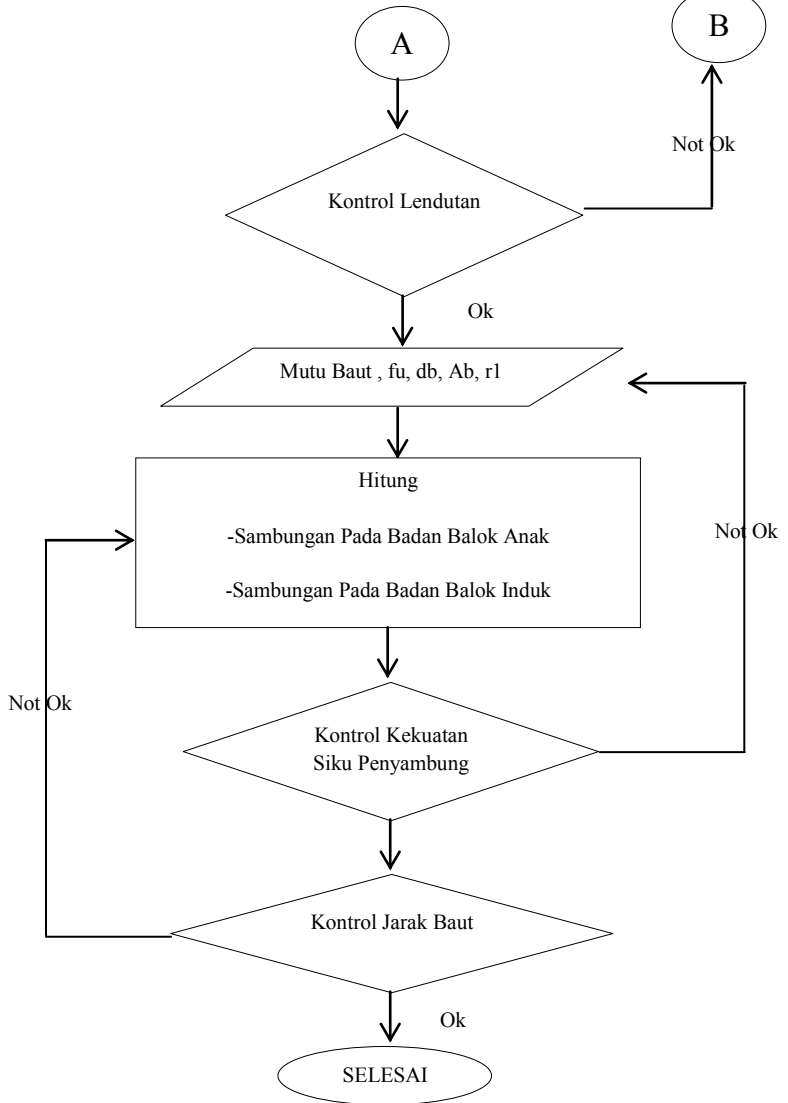 A
B
Not Ok
Kontrol Lendutan
Ok
Mutu Baut , fu, db, Ab, r1
Hitung
-Sambungan Pada Badan Balok Anak
-Sambungan Pada Badan Balok Induk
Not Ok
Not Ok
Kontrol Kekuatan
Siku Penyambung
Kontrol Jarak Baut
Ok
SELESAI